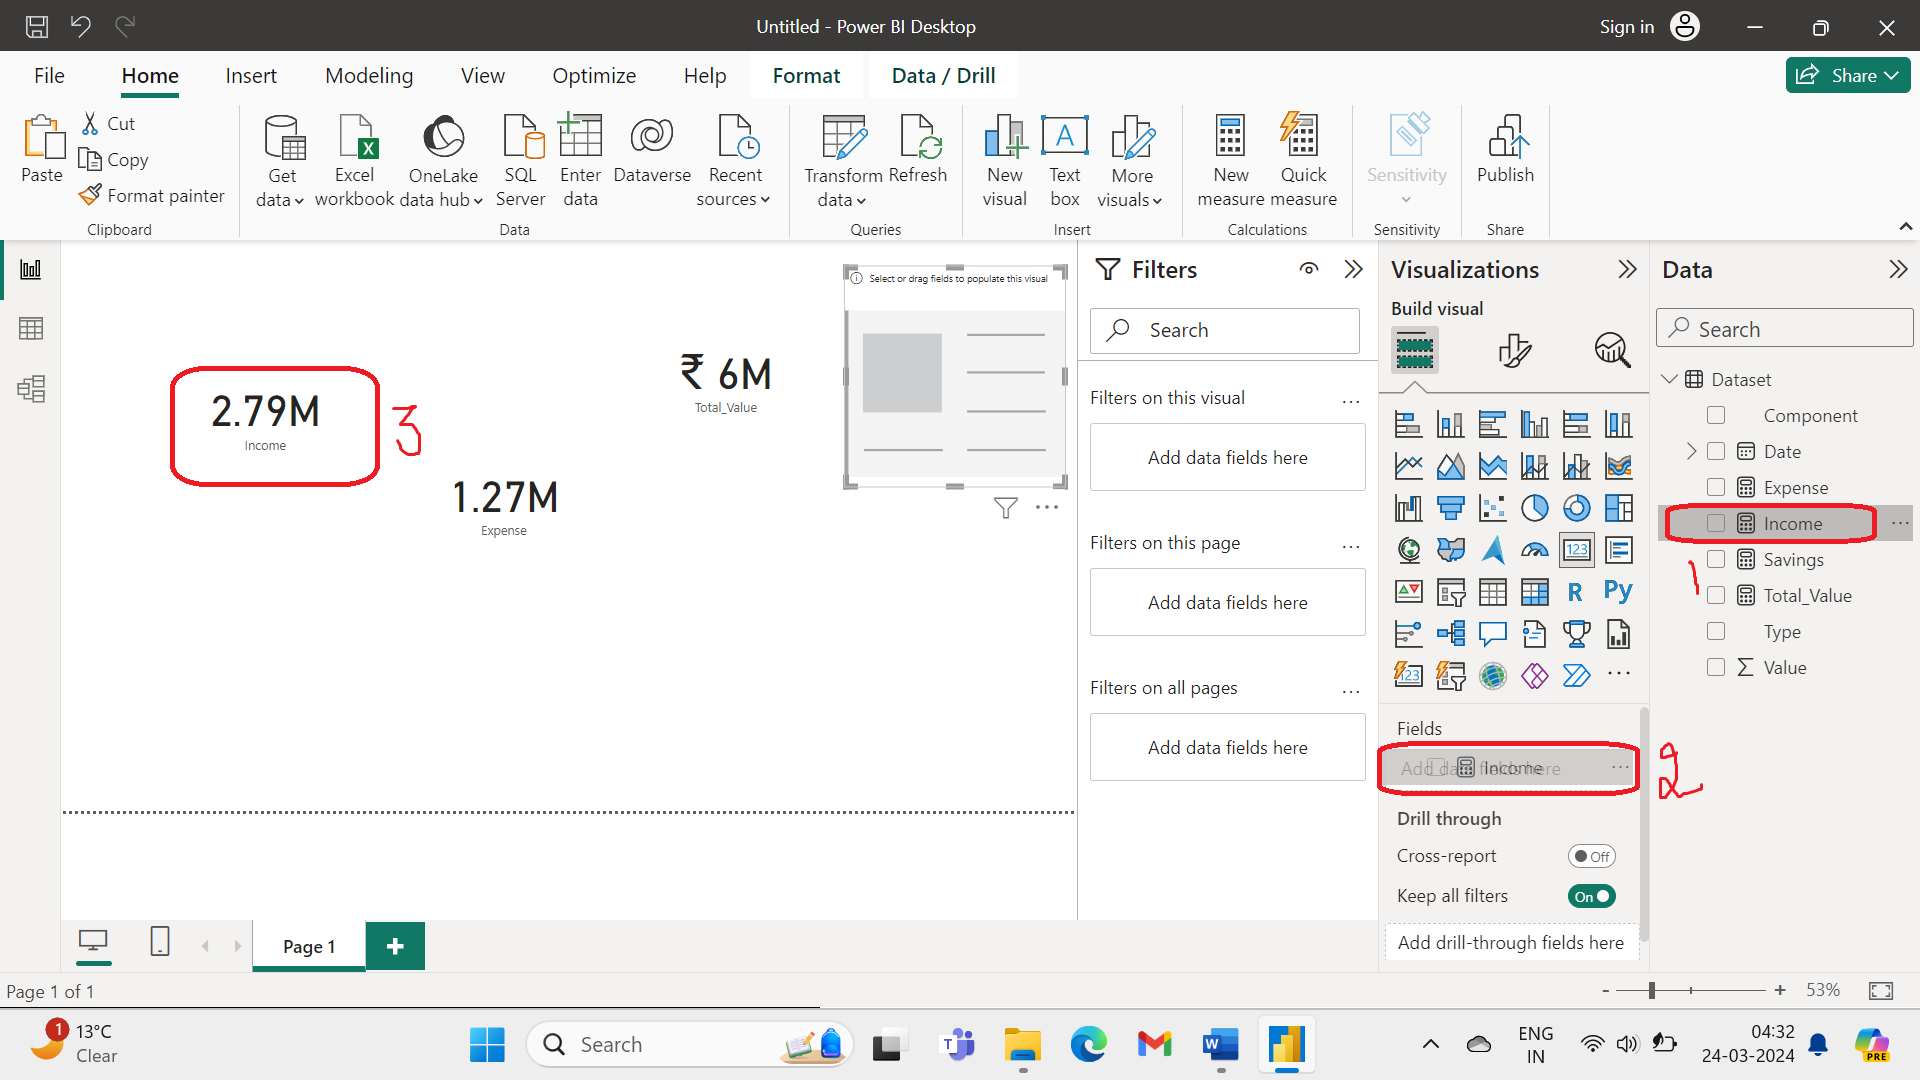 Untitled - Power BI Desktop
Sign in
File Home Insert Modeling View Optimize Help Format Data / Drill
Share
Paste
Cut
Copy
Format painter
Clipboard
Get data
Excel workbook
OneLake data hub
SQL Server
Enter data
Dataverse
Recent sources
Data
Transform data
Refresh
Queries
New visual
Text box
More visuals
Insert
New measure
Quick measure
Calculations
Sensitivity
Sensitivity
Publish
Share
2.79M
Income
3
1.27M
Expense
₹ 6M
Total_Value
Select or drag fields to populate this visual
Filters
Search
Filters on this visual
Add data fields here
Filters on this page
Add data fields here
Filters on all pages
Add data fields here
Visualizations
Build visual
123
R
Py
123
Fields
Add data fields here
Income
2
Drill through
Cross-report
Off
Keep all filters
On
Add drill-through fields here
Data
Search
Dataset
Component
Date
Expense
Income
Savings
1
Total_Value
Type
Value
Page 1
Page 1 of 1
- + 53%
1
13°C
Clear
Search
T
W
ENG
IN
04:32
24-03-2024
PRE